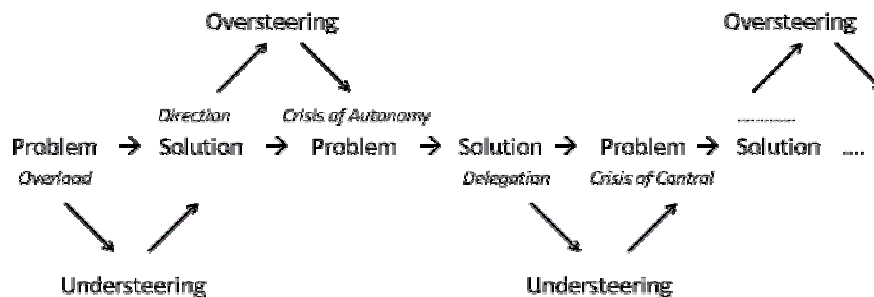 Oversteering Oversteering
Direction Crisis of Autonomy ..............
Problem → Solution → Problem → Solution → Problem → Solution ....
Overload Delegation Crisis of Control
Understeering Understeering